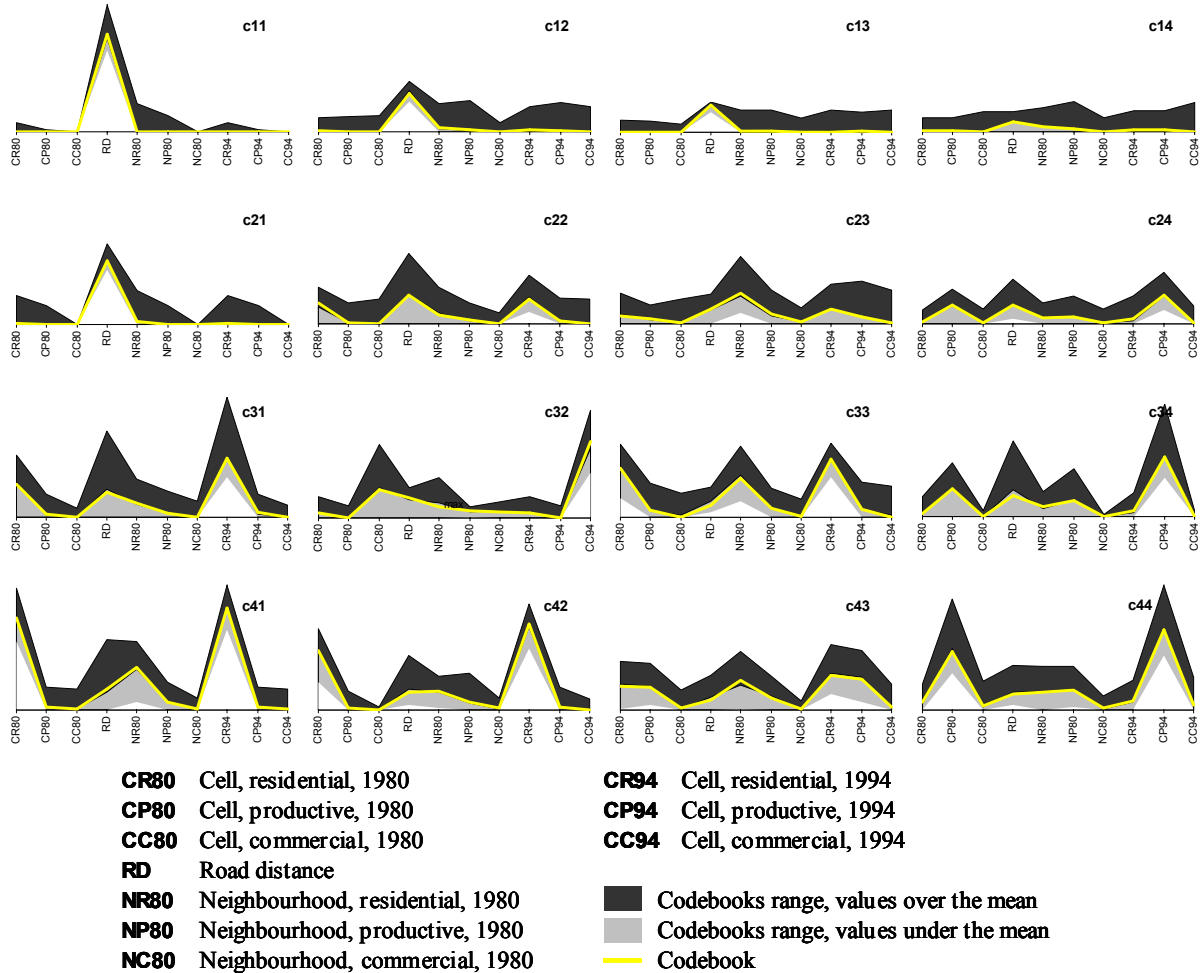 c11 c12 c13 c14
CR80 CP80 CC80 RD NR80 NP80 NC80 CR94 CP94 CC94 CR80 CP80 CC80 RD NR80 NP80 NC80 CR94 CP94 CC94 CR80 CP80 CC80 RD NR80 NP80 NC80 CR94 CP94 CC94 CR80 CP80 CC80 RD NR80 NP80 NC80 CR94 CP94 CC94
c21 c22 c23 c24
CR80 CP80 CC80 RD NR80 NP80 NC80 CR94 CP94 CC94 CR80 CP80 CC80 RD NR80 NP80 NC80 CR94 CP94 CC94 CR80 CP80 CC80 RD NR80 NP80 NC80 CR94 CP94 CC94 CR80 CP80 CC80 RD NR80 NP80 NC80 CR94 CP94 CC94
c31 c32 c33 c34
CR80 CP80 CC80 RD NR80 NP80 NC80 CR94 CP94 CC94 CR80 CP80 CC80 RD NR80 NP80 NC80 CR94 CP94 CC94 CR80 CP80 CC80 RD NR80 NP80 NC80 CR94 CP94 CC94 CR80 CP80 CC80 RD NR80 NP80 NC80 CR94 CP94 CC94
c41 c42 c43 c44
CR80 CP80 CC80 RD NR80 NP80 NC80 CR94 CP94 CC94 CR80 CP80 CC80 RD NR80 NP80 NC80 CR94 CP94 CC94 CR80 CP80 CC80 RD NR80 NP80 NC80 CR94 CP94 CC94 CR80 CP80 CC80 RD NR80 NP80 NC80 CR94 CP94 CC94
CR80 Cell, residential, 1980
CP80 Cell, productive, 1980
CC80 Cell, commercial, 1980
RD Road distance
NR80 Neighbourhood, residential, 1980
NP80 Neighbourhood, productive, 1980
NC80 Neighbourhood, commercial, 1980
CR94 Cell, residential, 1994
CP94 Cell, productive, 1994
CC94 Cell, commercial, 1994
Codebooks range, values over the mean
Codebooks range, values under the mean
Codebook